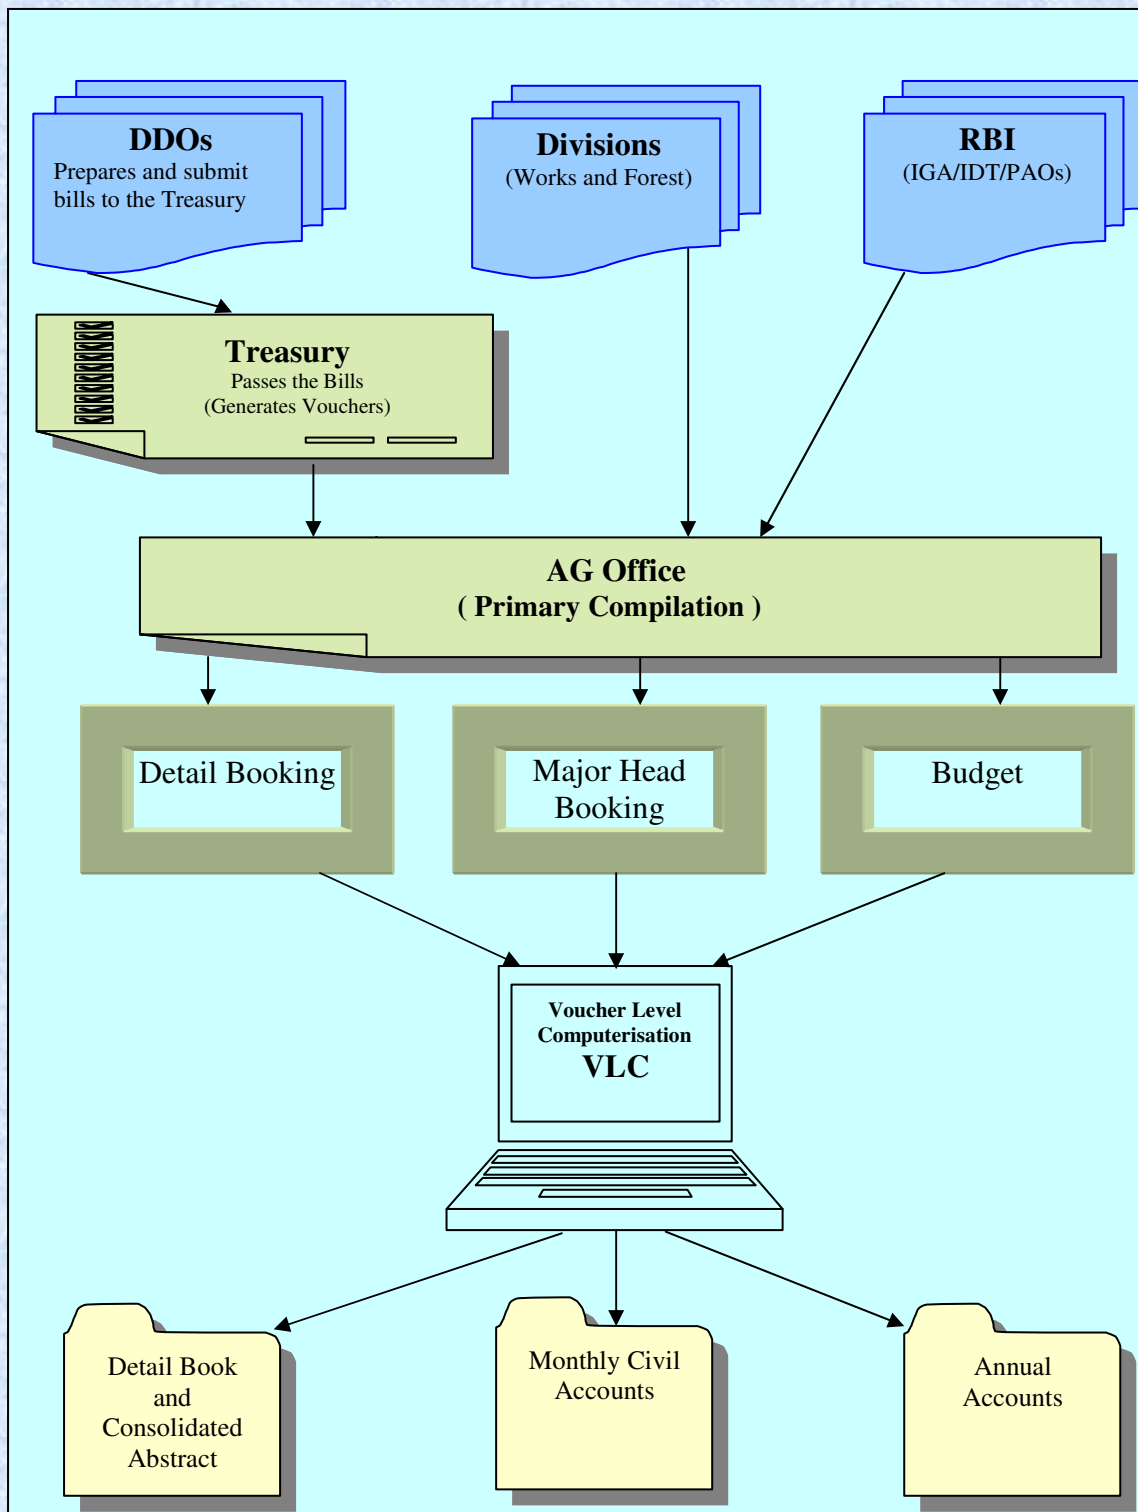 DDOs
Prepares and submit
bills to the Treasury
Divisions
(Works and Forest)
RBI
(IGA/IDT/PAOs)
Treasury
Passes the Bills
(Generates Vouchers)
AG Office
( Primary Compilation )
Detail Booking
Major Head
Booking
Budget
Voucher Level
Computerisation
VLC
Detail Book
and
Consolidated
Abstract
Monthly Civil
Accounts
Annual
Accounts